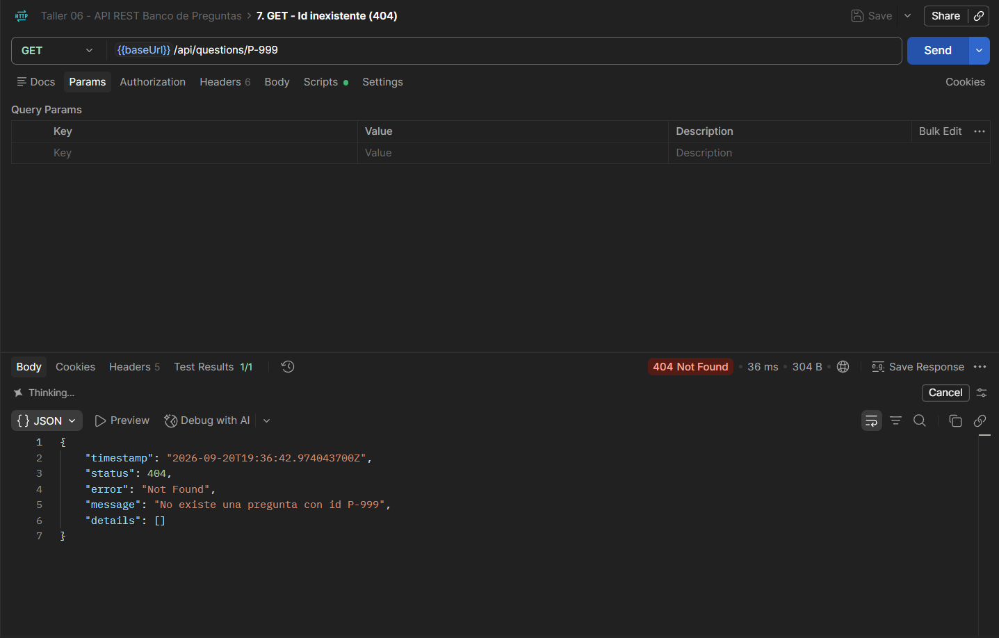 HTTP Taller 06 - API REST Banco de Preguntas > 7. GET - Id inexistente (404) Save Share
GET {{baseUrl}} /api/questions/P-999 Send
Docs Params Authorization Headers 6 Body Scripts Settings Cookies
Query Params
Key Value Description Bulk Edit
Key Value Description
Body Cookies Headers 5 Test Results 1/1 404 Not Found 36 ms 304 B e.g. Save Response
Thinking... Cancel
{} JSON Preview Debug with AI
1 {
2 "timestamp": "2026-09-20T19:36:42.974043700Z",
3 "status": 404,
4 "error": "Not Found",
5 "message": "No existe una pregunta con id P-999",
6 "details": []
7 }